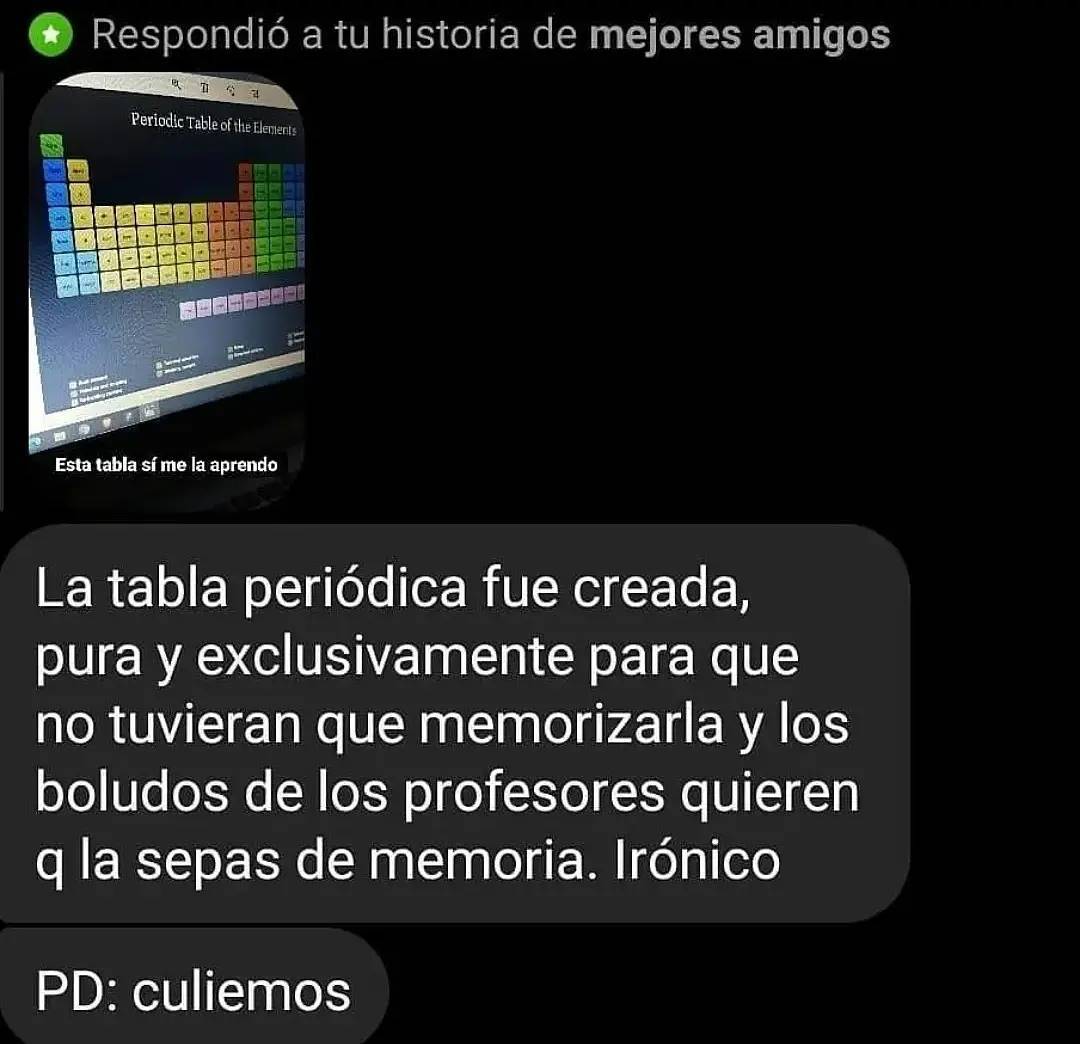 Respondió a tu historia de mejores amigos
Periodic Table of the Elements
Esta tabla sí me la aprendo
La tabla periódica fue creada,
pura y exclusivamente para que
no tuvieran que memorizarla y los
boludos de los profesores quieren
q la sepas de memoria. Irónico
PD: culiemos